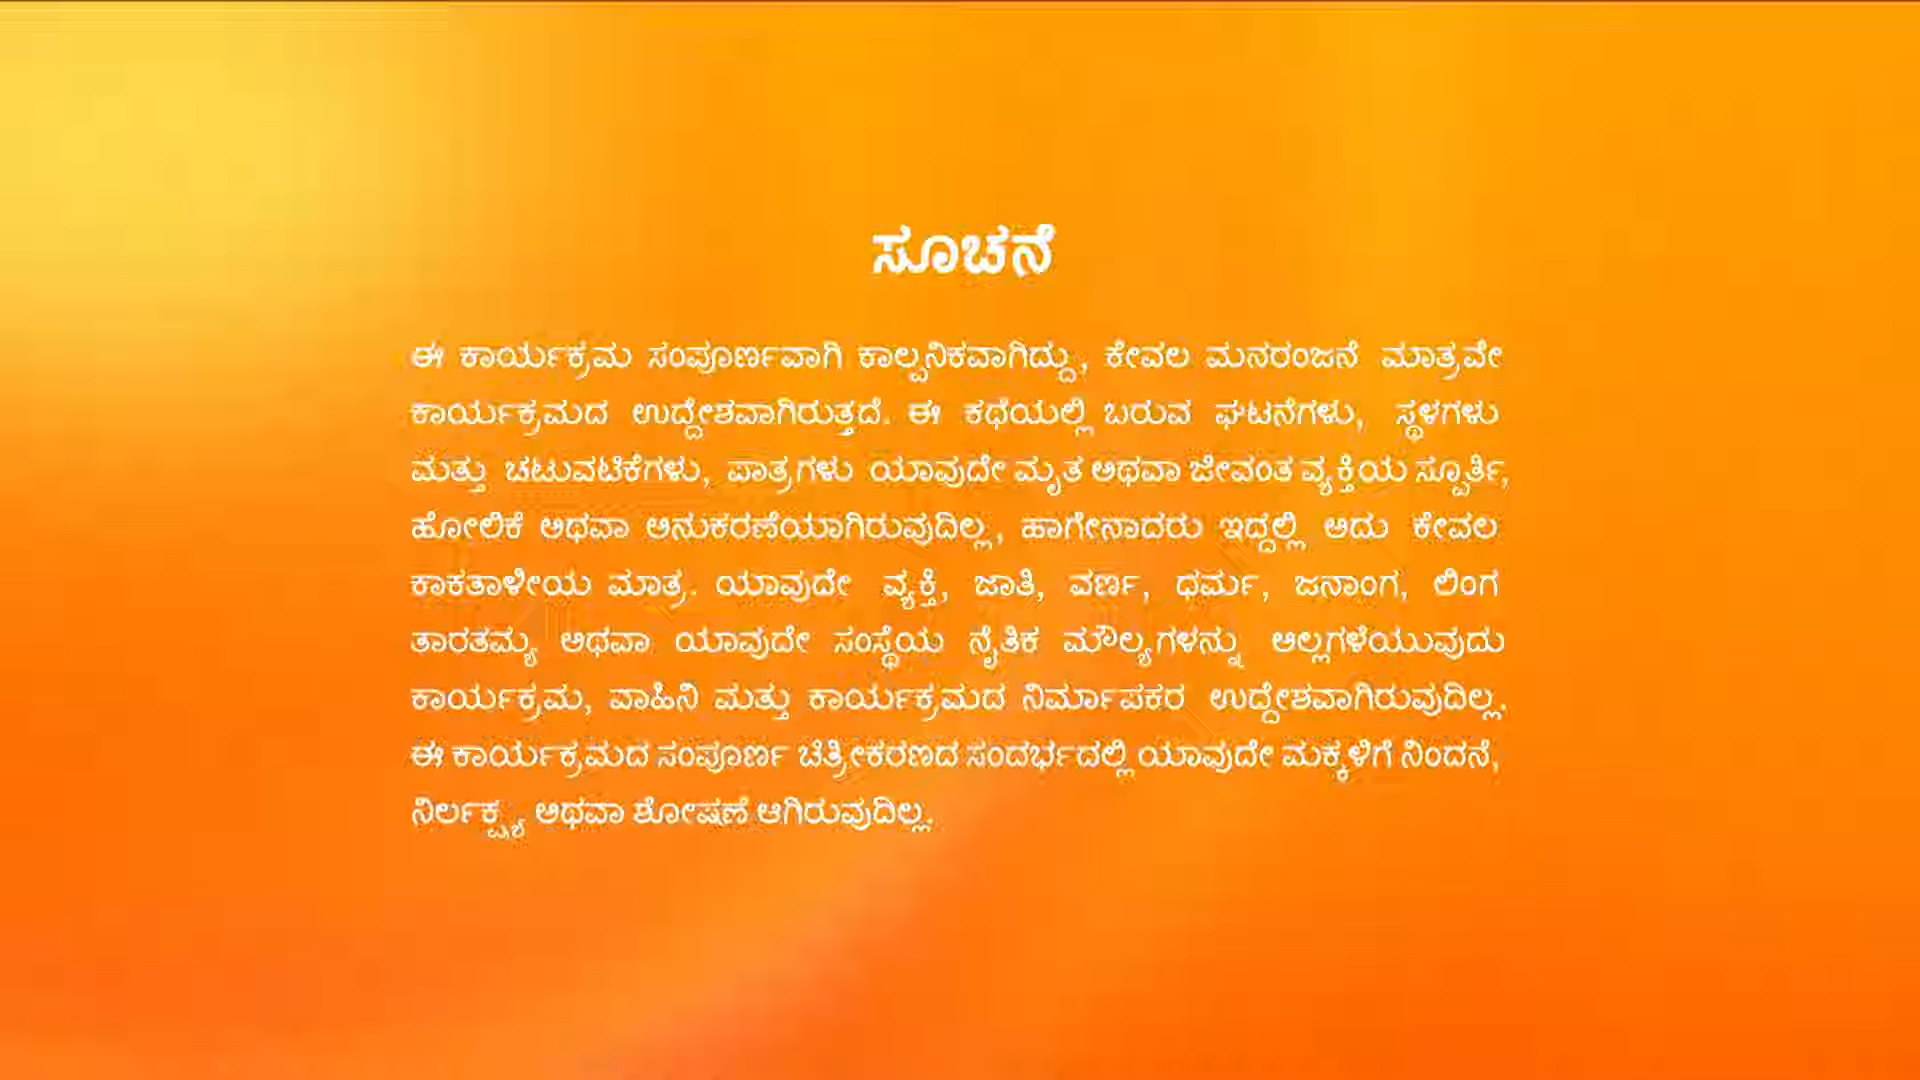 ಸೂಚನೆ
ಈ ಕಾರ್ಯಕ್ರಮ ಸಂಪೂರ್ಣವಾಗಿ ಕಾಲ್ಪನಿಕವಾಗಿದ್ದು, ಕೇವಲ ಮನರಂಜನೆ ಮಾತ್ರವೇ
ಕಾರ್ಯಕ್ರಮದ ಉದ್ದೇಶವಾಗಿರುತ್ತದೆ. ಈ ಕಥೆಯಲ್ಲಿ ಬರುವ ಘಟನೆಗಳು, ಸ್ಥಳಗಳು
ಮತ್ತು ಚಟುವಟಿಕೆಗಳು, ಪಾತ್ರಗಳು ಯಾವುದೇ ಮೃತ ಅಥವಾ ಜೀವಂತ ವ್ಯಕ್ತಿಯ ಸ್ಪೂರ್ತಿ,
ಹೋಲಿಕೆ ಅಥವಾ ಅನುಕರಣೆಯಾಗಿರುವುದಿಲ್ಲ, ಹಾಗೇನಾದರು ಇದ್ದಲ್ಲಿ ಅದು ಕೇವಲ
ಕಾಕತಾಳೀಯ ಮಾತ್ರ. ಯಾವುದೇ ವ್ಯಕ್ತಿ, ಜಾತಿ, ವರ್ಣ, ಧರ್ಮ, ಜನಾಂಗ, ಲಿಂಗ
ತಾರತಮ್ಯ ಅಥವಾ ಯಾವುದೇ ಸಂಸ್ಥೆಯ ನೈತಿಕ ಮೌಲ್ಯಗಳನ್ನು ಅಲ್ಲಗಳೆಯುವುದು
ಕಾರ್ಯಕ್ರಮ, ವಾಹಿನಿ ಮತ್ತು ಕಾರ್ಯಕ್ರಮದ ನಿರ್ಮಾಪಕರ ಉದ್ದೇಶವಾಗಿರುವುದಿಲ್ಲ.
ಈ ಕಾರ್ಯಕ್ರಮದ ಸಂಪೂರ್ಣ ಚಿತ್ರೀಕರಣದ ಸಂದರ್ಭದಲ್ಲಿ ಯಾವುದೇ ಮಕ್ಕಳಿಗೆ ನಿಂದನೆ,
ನಿರ್ಲಕ್ಷ್ಯ ಅಥವಾ ಶೋಷಣೆ ಆಗಿರುವುದಿಲ್ಲ.